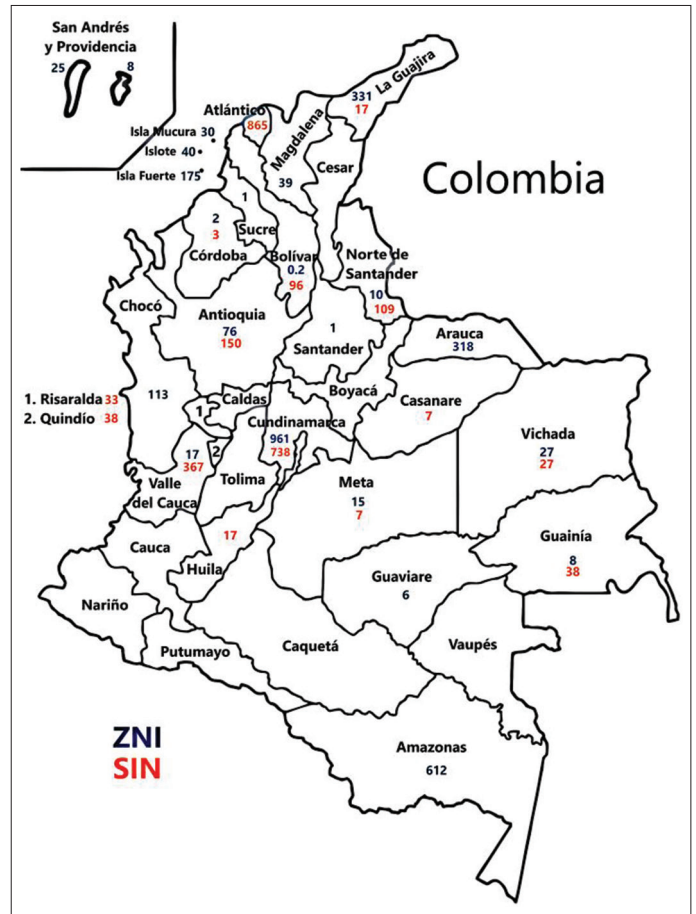 San Andrés
y Providencia
25
8
La Guajira
331
17
Atlántico
865
Magdalena
39
Cesar
Isla Mucura 30
Islote 40
Isla Fuerte 175
Colombia
1
Sucre
2
3
Córdoba
Bolívar
0.2
96
Norte de
Santander
10
109
Chocó
113
Antioquia
76
150
1
Santander
Arauca
318
Boyacá
1. Risaralda 33
2. Quindío 38
Caldas
1
2
Cundinamarca
961
738
Casanare
7
Vichada
27
27
17
367
Valle
del Cauca
Tolima
Meta
15
7
Cauca
17
Huila
Guainía
8
38
Guaviare
6
Nariño
Putumayo
Caquetá
Vaupés
ZNI
SIN
Amazonas
612